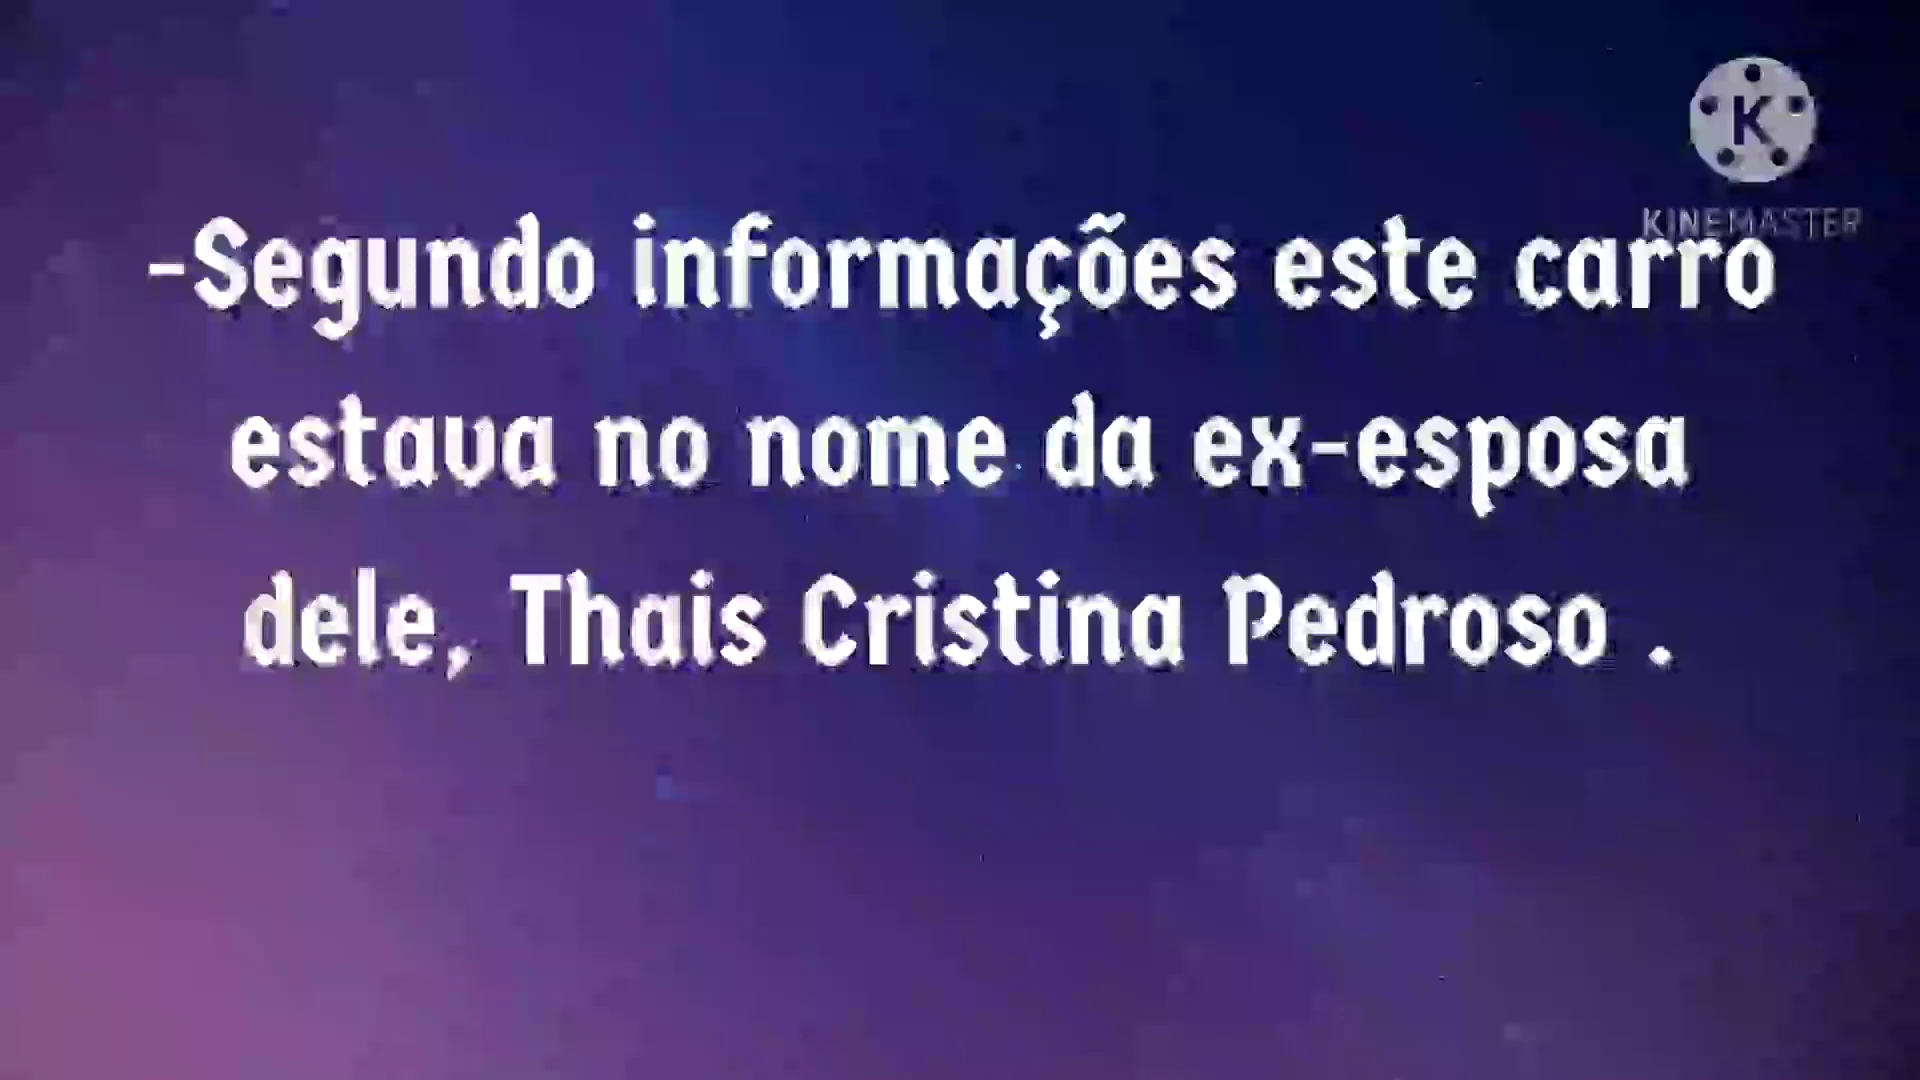 K
KINEMASTER
-Segundo informações este carro
estava no nome da ex-esposa
dele, Thais Cristina Pedroso .